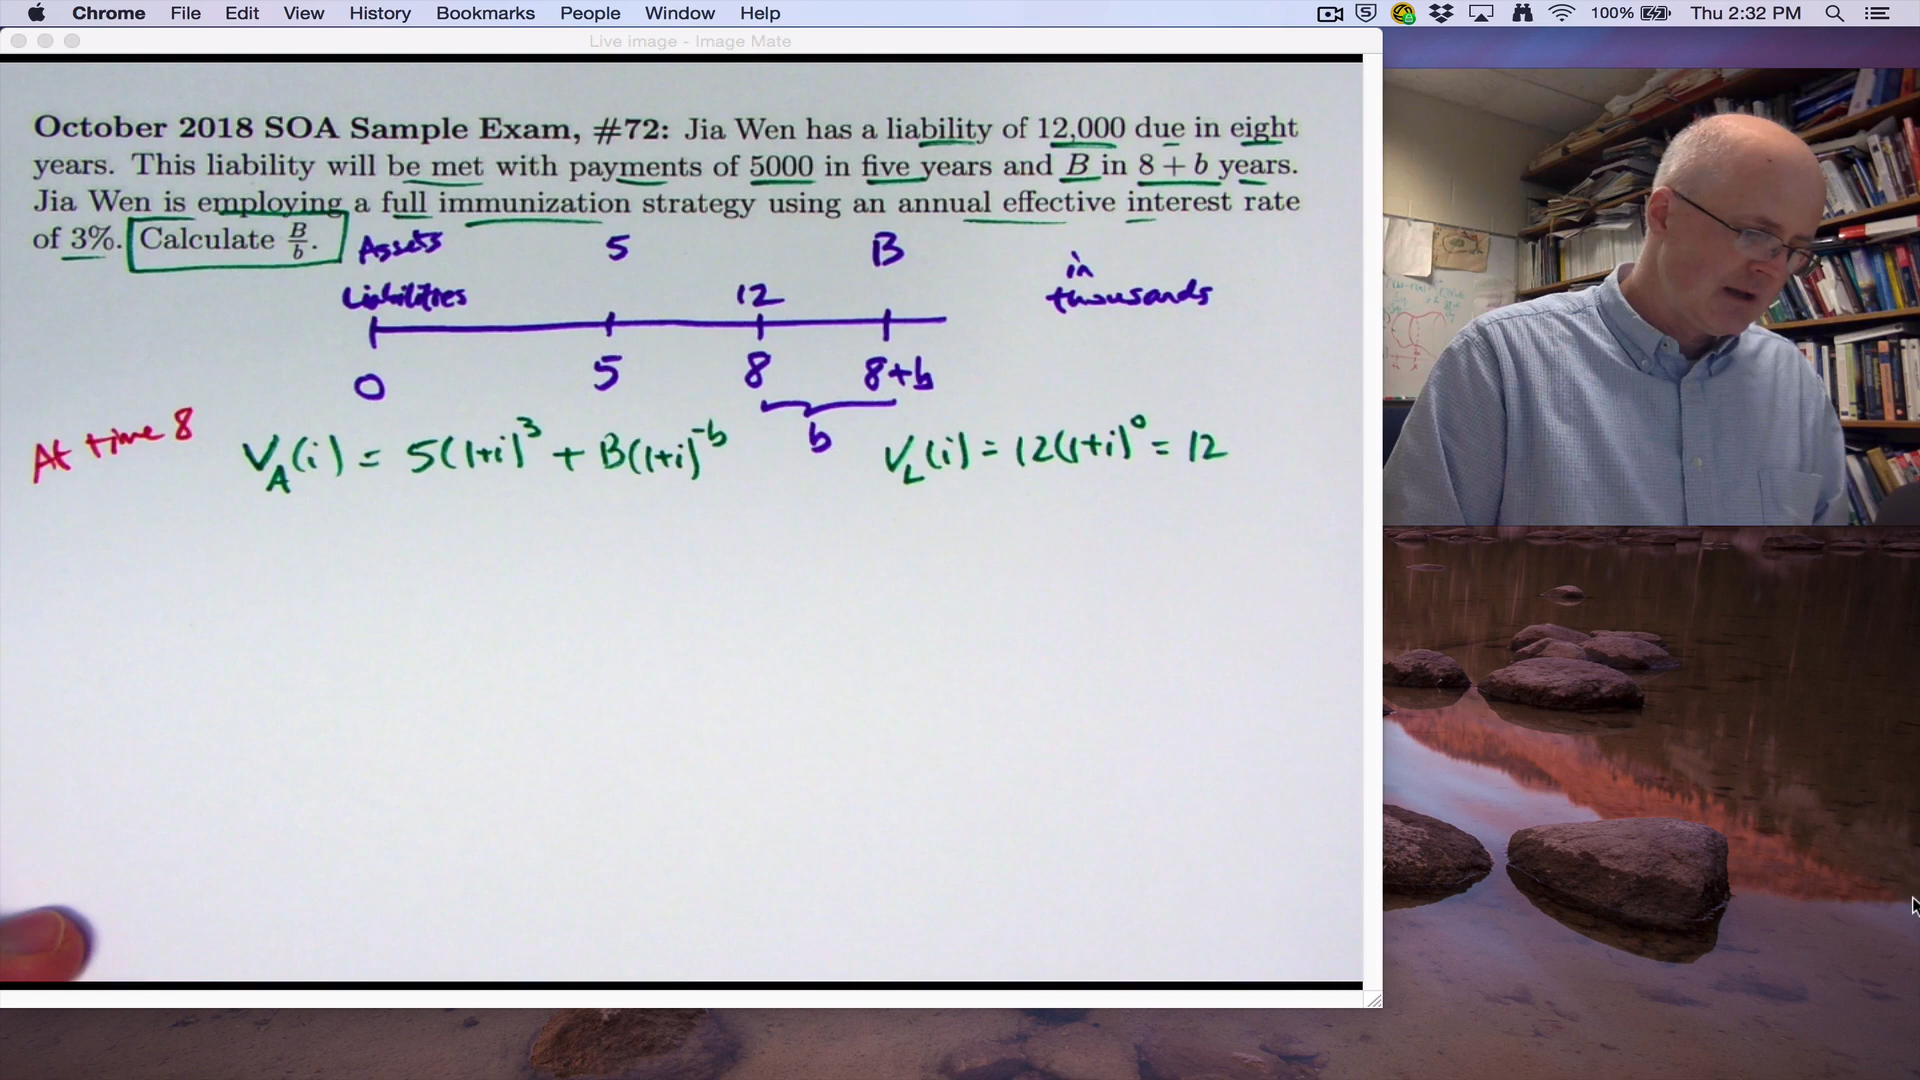 Chrome File Edit View History Bookmarks People Window Help 100% Thu 2:32 PM
Live image - Image Mate
October 2018 SOA Sample Exam, #72: Jia Wen has a liability of 12,000 due in eight
years. This liability will be met with payments of 5000 in five years and B in 8 + b years.
Jia Wen is employing a full immunization strategy using an annual effective interest rate
of 3%. Calculate B/b.
Assets 5 B in
Liabilities 12 thousands
0 5 8 8+b
b
At time 8 V_A(i) = 5(1+i)^3 + B(1+i)^-b V_L(i) = 12(1+i)^0 = 12